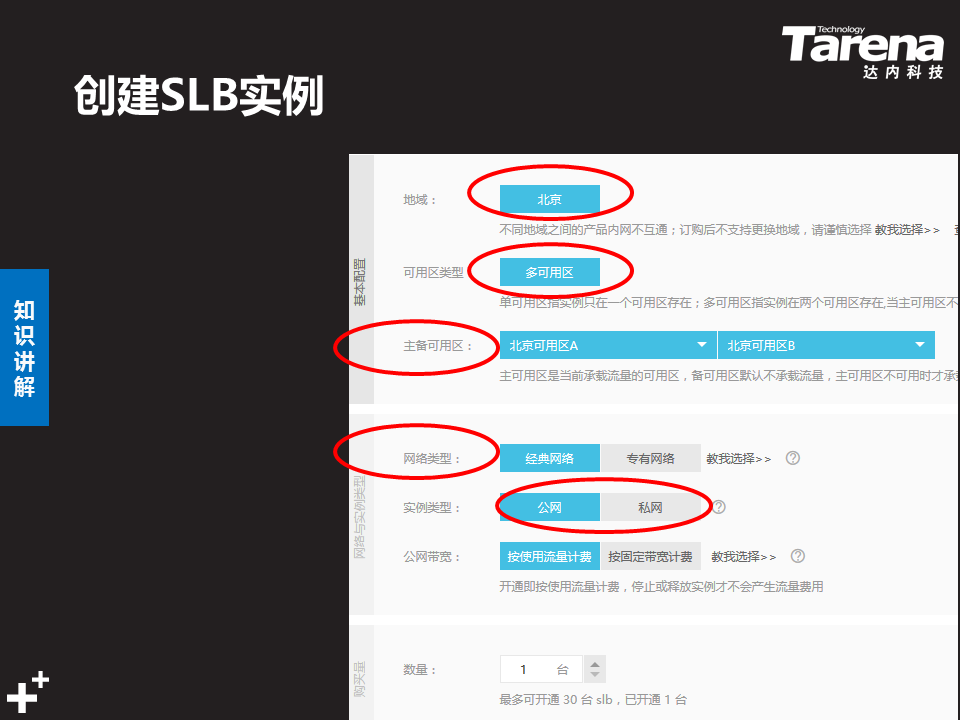 Technology
Tarena
达内科技
创建SLB实例
知识讲解
基本配置
地域：
北京
不同地域之间的产品内网不互通；订购后不支持更换地域，请谨慎选择 教我选择>>
可用区类型
多可用区
单可用区指实例只在一个可用区存在；多可用区指实例在两个可用区存在,当主可用区不
主备可用区：
北京可用区A
北京可用区B
主可用区是当前承载流量的可用区，备可用区默认不承载流量，主可用区不可用时才承
网络与实例类型
网络类型：
经典网络
专有网络
教我选择>>
?
实例类型：
公网
私网
?
公网带宽：
按使用流量计费
按固定带宽计费
教我选择>>
?
开通即按使用流量计费，停止或释放实例才不会产生流量费用
购买量
数量：
1 台
最多可开通 30 台 slb，已开通 1 台